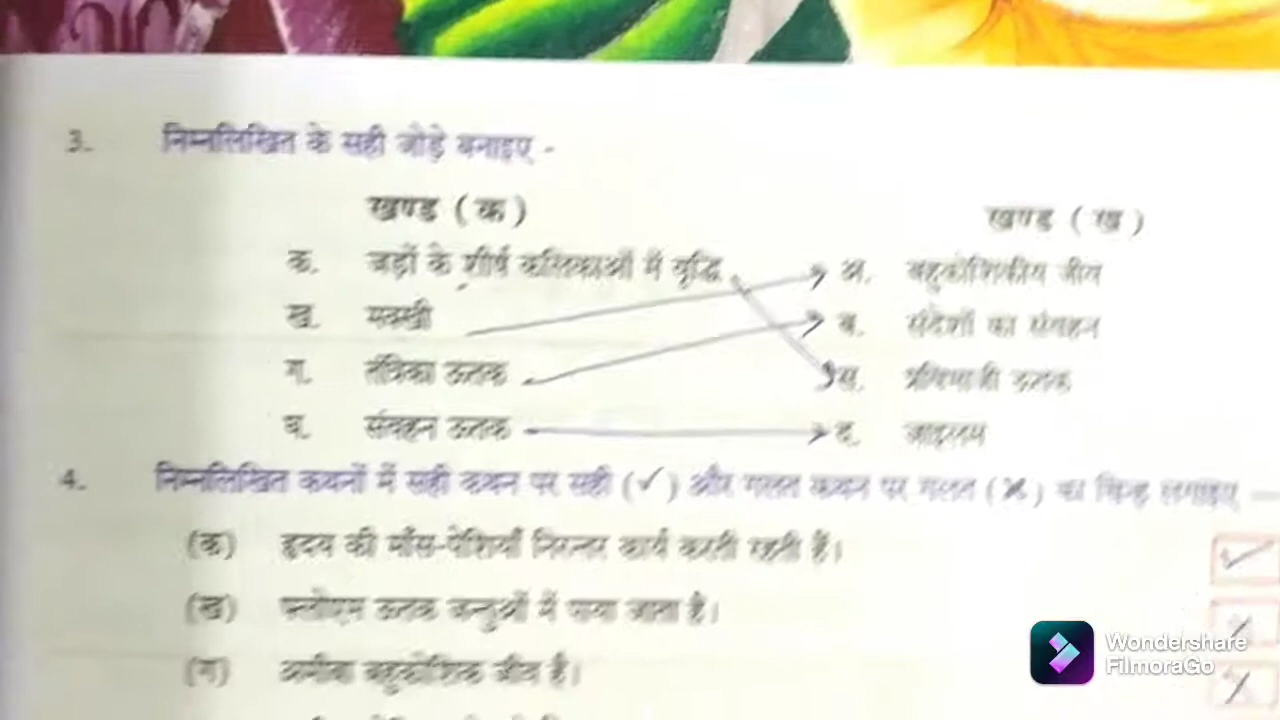 3. निम्नलिखित के सही जोड़े बनाइए -
खण्ड (क) खण्ड (ख)
क. जड़ों के शीर्ष कलिकाओं में वृद्धि अ. बहुकोशिकीय जीव
ख. मक्खी ब. संदेशों का संवहन
ग. तंत्रिका ऊतक स. ऊतक
घ. संवहन ऊतक द. जाइलम
4. निम्नलिखित कथनों में सही कथन पर सही (✓) और गलत कथन पर गलत (✗) का चिन्ह लगाइए —
(क) हृदय की माँस-पेशियाँ निरन्तर कार्य करती रहती हैं। ✓
(ख) फ्लोएम ऊतक जन्तुओं में पाया जाता है। ✗
(ग) अमीबा बहुकोशिक जीव है। ✗
Wondershare
FilmoraGo